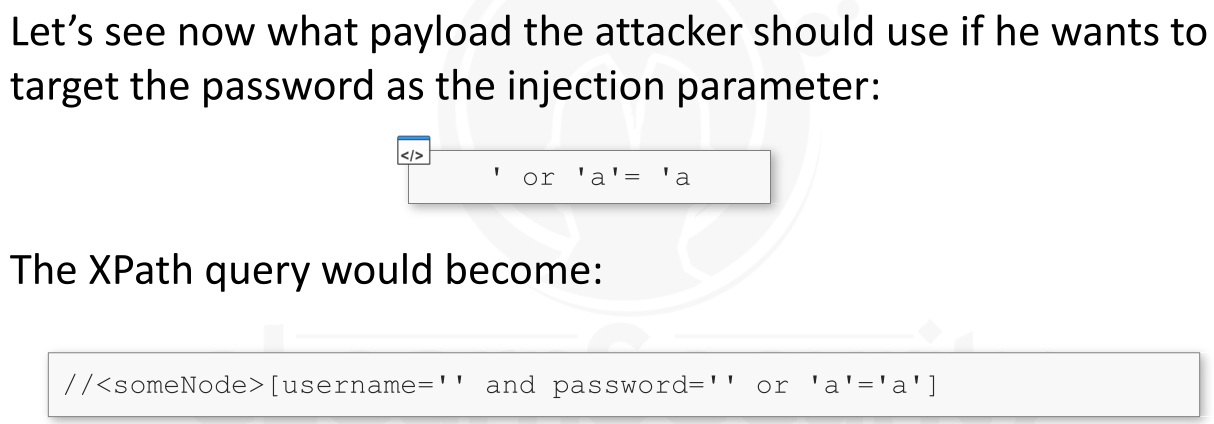 Let’s see now what payload the attacker should use if he wants to
target the password as the injection parameter:
</>
' or 'a'= 'a
The XPath query would become:
//<someNode>[username='' and password='' or 'a'='a']